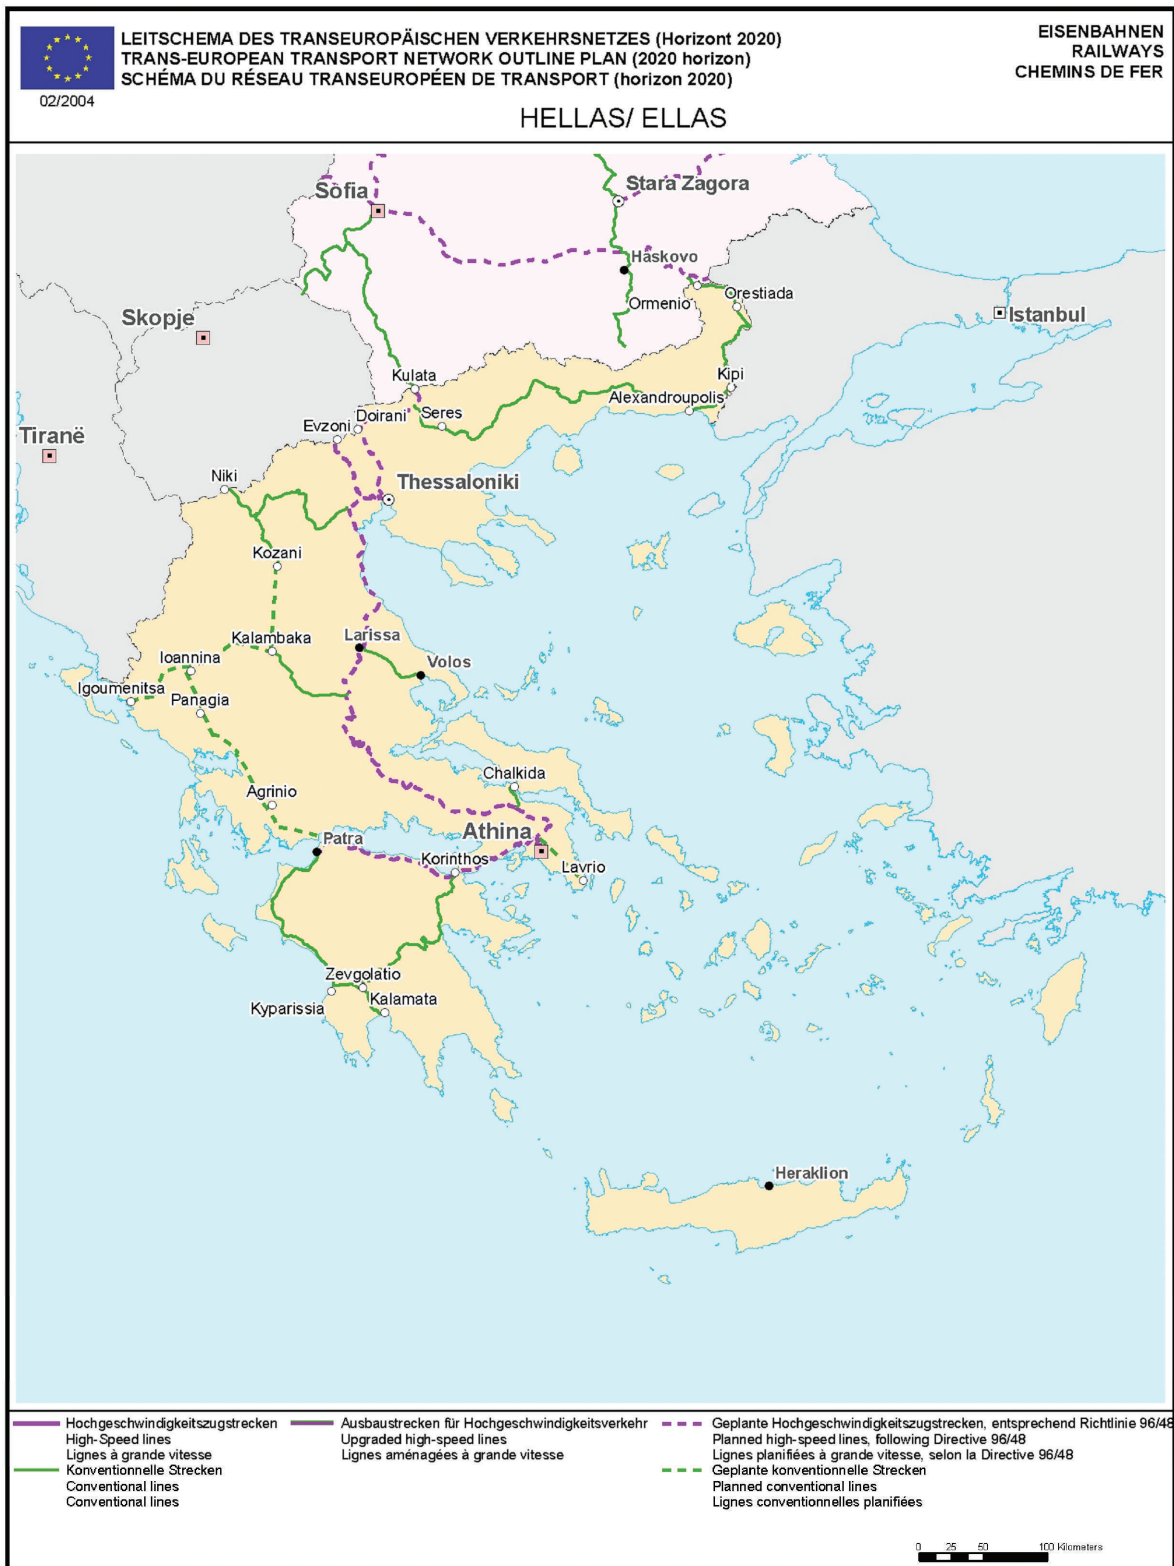 LEITSCHEMA DES TRANSEUROPÄISCHEN VERKEHRSNETZES (Horizont 2020)
TRANS-EUROPEAN TRANSPORT NETWORK OUTLINE PLAN (2020 horizon)
SCHÉMA DU RÉSEAU TRANSEUROPÉEN DE TRANSPORT (horizon 2020)
EISENBAHNEN
RAILWAYS
CHEMINS DE FER
02/2004
HELLAS/ ELLAS
Sofia
Stara Zagora
Haskovo
Ormenio
Orestiada
Istanbul
Skopje
Kulata
Kipi
Alexandroupolis
Doirani
Seres
Evzoni
Tiranë
Niki
Thessaloniki
Kozani
Kalambaka
Larissa
Ioannina
Volos
Igoumenitsa
Panagia
Chalkida
Agrinio
Athina
Patra
Korinthos
Lavrio
Zevgolatio
Kyparissia
Kalamata
Heraklion
Hochgeschwindigkeitszugstrecken
High-Speed lines
Lignes à grande vitesse
Konventionnelle Strecken
Conventional lines
Conventional lines
Ausbaustrecken für Hochgeschwindigkeitsverkehr
Upgraded high-speed lines
Lignes aménagées à grande vitesse
Geplante Hochgeschwindigkeitszugstrecken, entsprechend Richtlinie 96/48
Planned high-speed lines, following Directive 96/48
Lignes planifiées à grande vitesse, selon la Directive 96/48
Geplante konventionelle Strecken
Planned conventional lines
Lignes conventionnelles planifiées
0 25 50 100 Kilometers